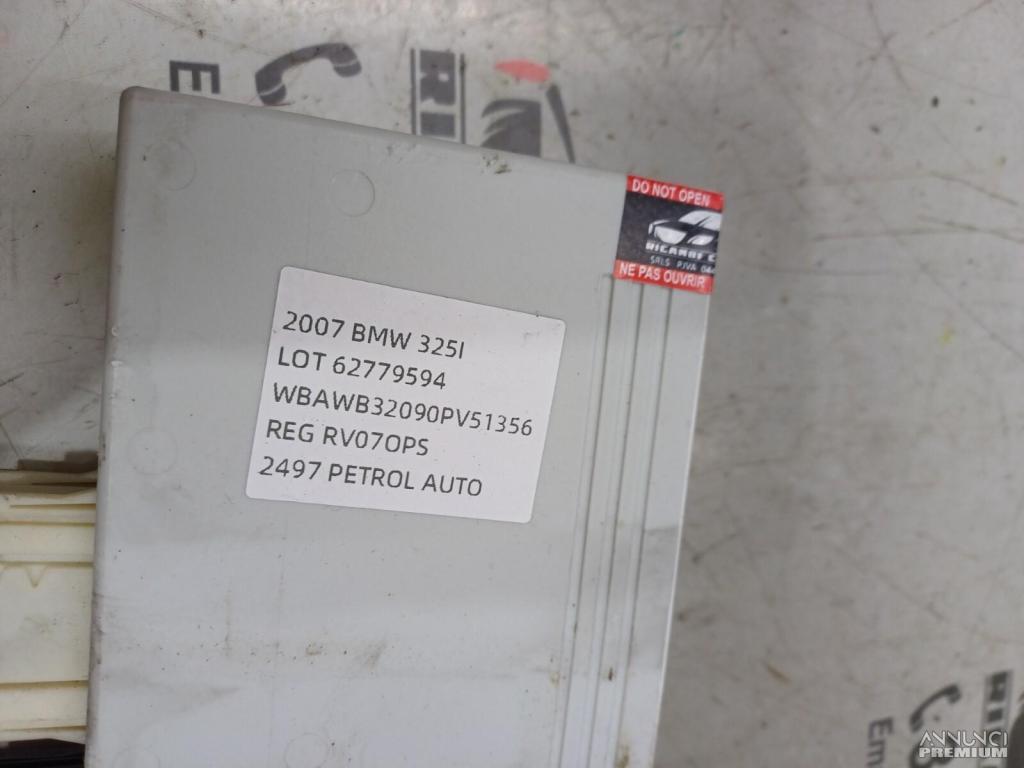 DO NOT OPEN
NE PAS OUVRIR
2007 BMW 325I
LOT 62779594
WBAWB32090PV51356
REG RV07OPS
2497 PETROL AUTO
ANNUNCI
PREMIUM